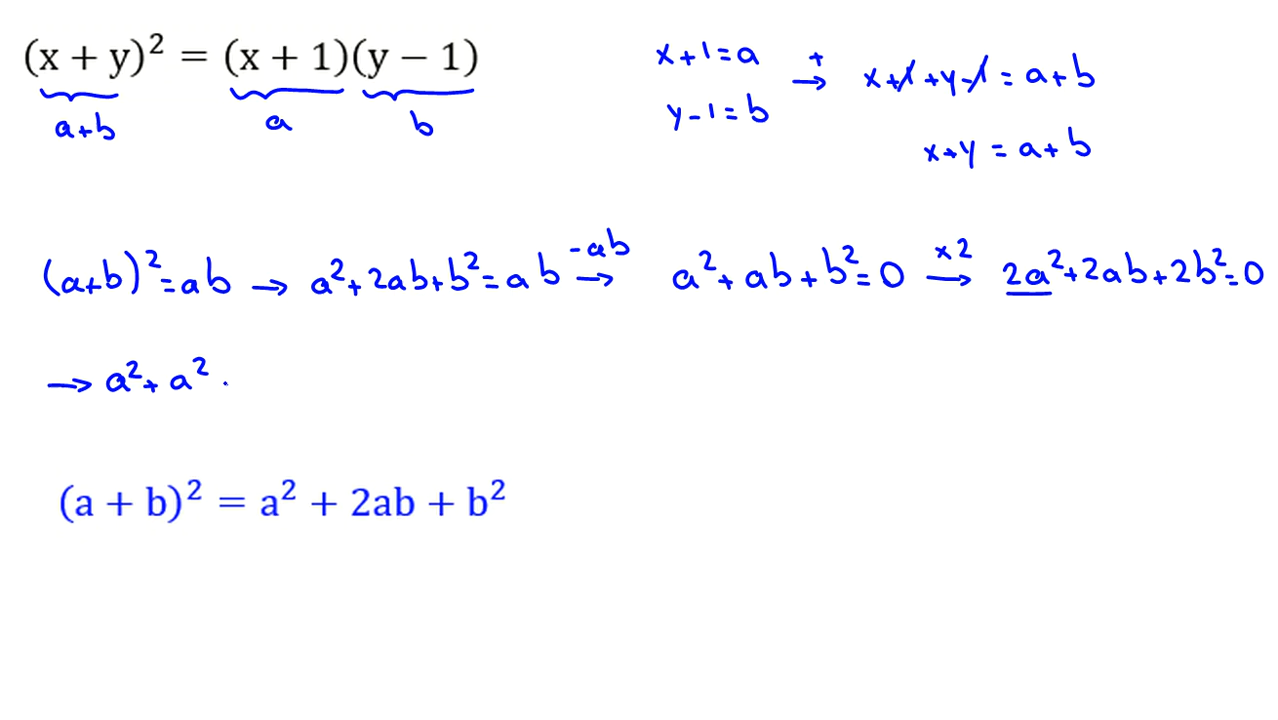 (x + y)² = (x + 1)(y − 1)
a+b a b
x+1=a
y-1=b
+
→ x+1+y-1=a+b
x+y=a+b
(a+b)²=ab → a²+2ab+b²=ab -ab → a²+ab+b²=0 x2 → 2a²+2ab+2b²=0
→ a²+a².
(a + b)² = a² + 2ab + b²